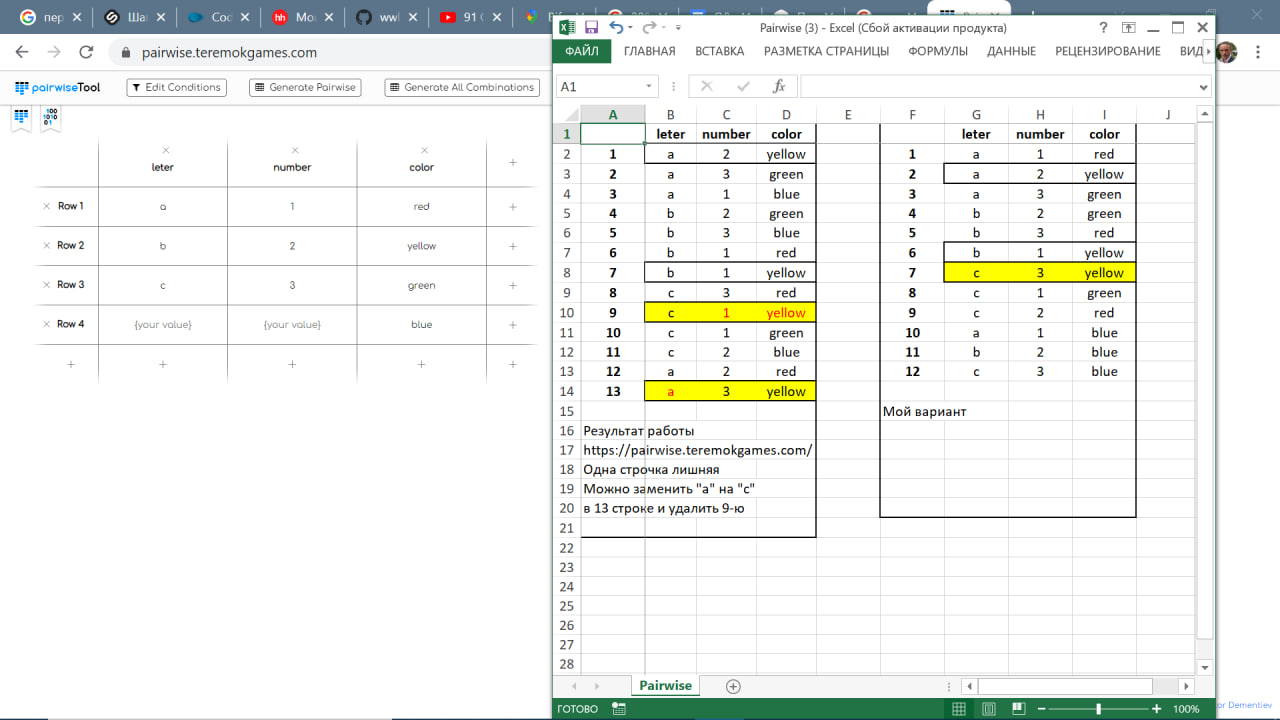 пер
Ша
Coc
Мо
wwl
91 (
Pairwise (3) - Excel (Сбой активации продукта)
pairwise.teremokgames.com
ФАЙЛ ГЛАВНАЯ ВСТАВКА РАЗМЕТКА СТРАНИЦЫ ФОРМУЛЫ ДАННЫЕ РЕЦЕНЗИРОВАНИЕ ВИД
pairwiseTool Edit Conditions Generate Pairwise Generate All Combinations
A1 fx
leter number color
Row 1 a 1 red
Row 2 b 2 yellow
Row 3 c 3 green
Row 4 {your value} {your value} blue
A B C D E F G H I J
1 leter number color leter number color
2 1 a 2 yellow 1 a 1 red
3 2 a 3 green 2 a 2 yellow
4 3 a 1 blue 3 a 3 green
5 4 b 2 green 4 b 2 green
6 5 b 3 blue 5 b 3 red
7 6 b 1 red 6 b 1 yellow
8 7 b 1 yellow 7 c 3 yellow
9 8 c 3 red 8 c 1 green
10 9 c 1 yellow 9 c 2 red
11 10 c 1 green 10 a 1 blue
12 11 c 2 blue 11 b 2 blue
13 12 a 2 red 12 c 3 blue
14 13 a 3 yellow
15 Мой вариант
16 Результат работы
17 https://pairwise.teremokgames.com/
18 Одна строчка лишняя
19 Можно заменить "a" на "c"
20 в 13 строке и удалить 9-ю
21
22
23
24
25
26
27
28
Pairwise
ГОТОВО 100%
or Dementiev